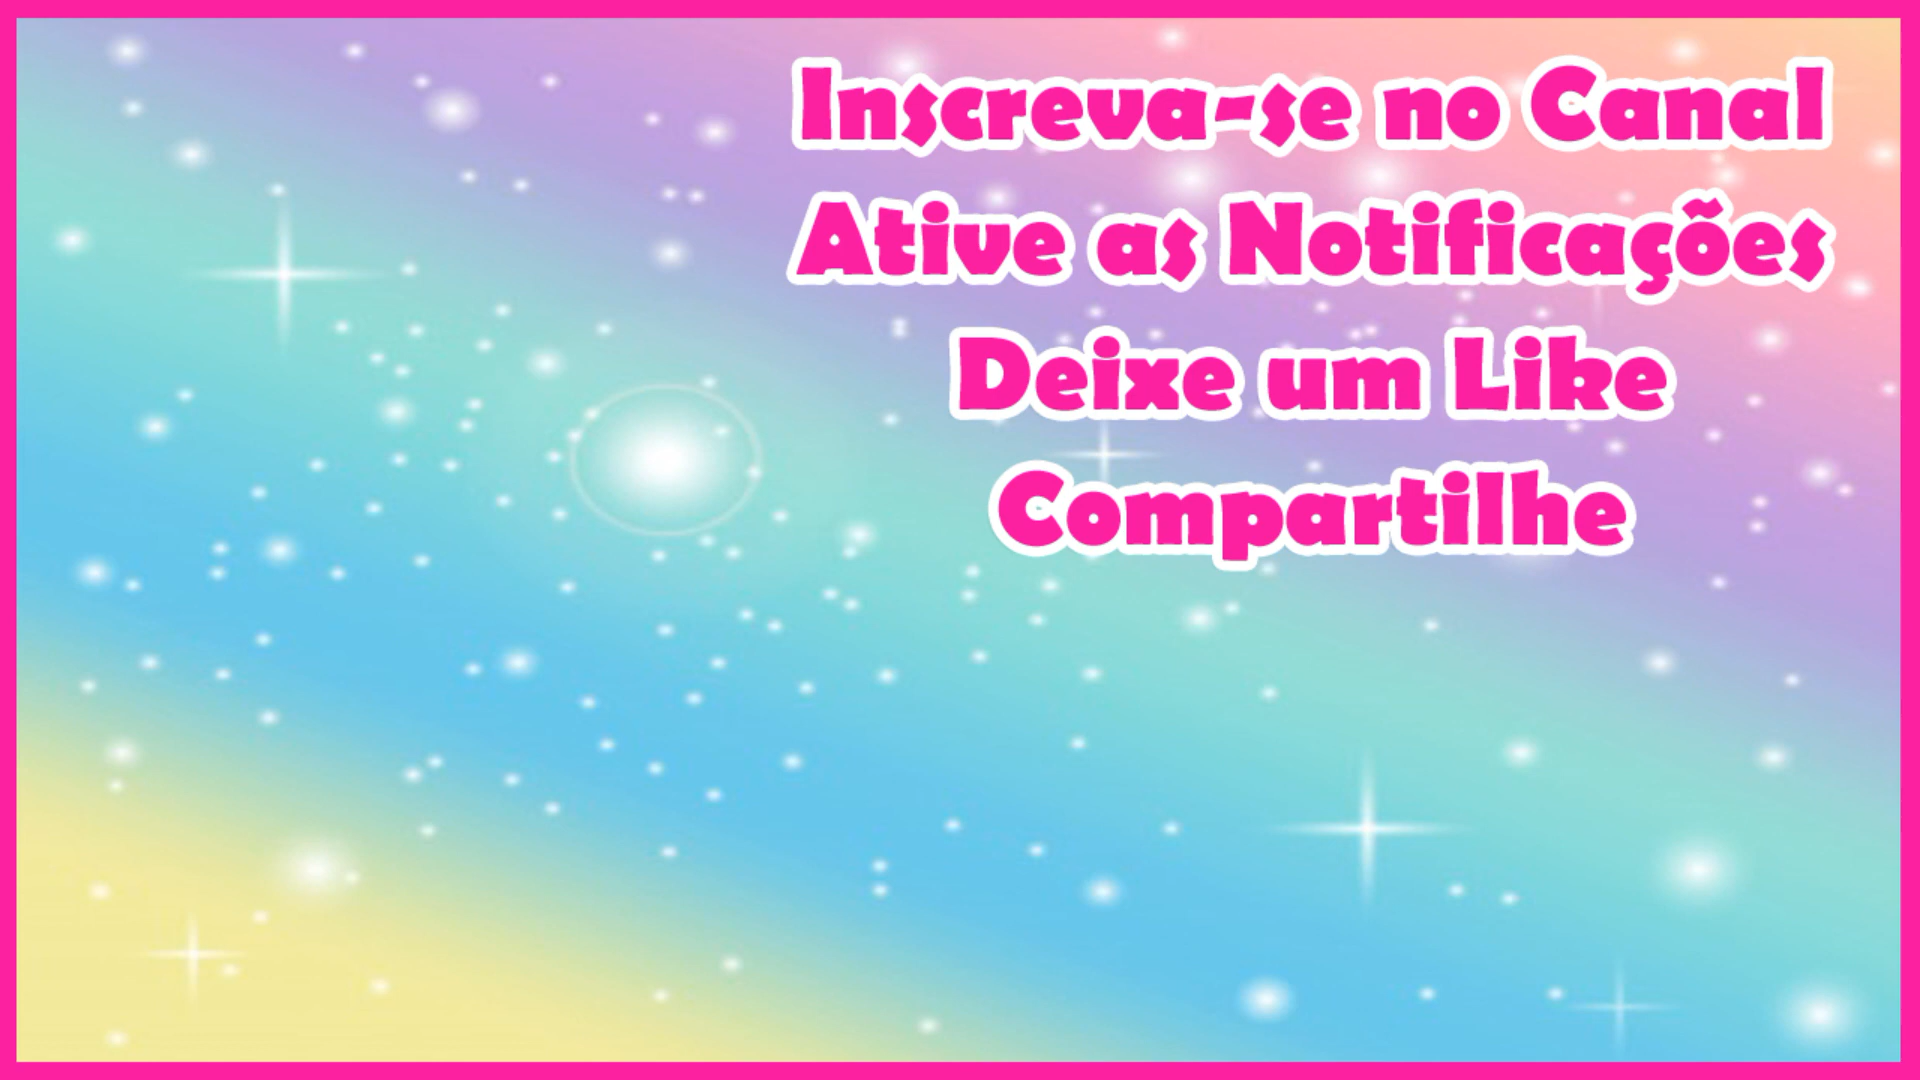 Inscreva-se no Canal
Ative as Notificações
Deixe um Like
Compartilhe